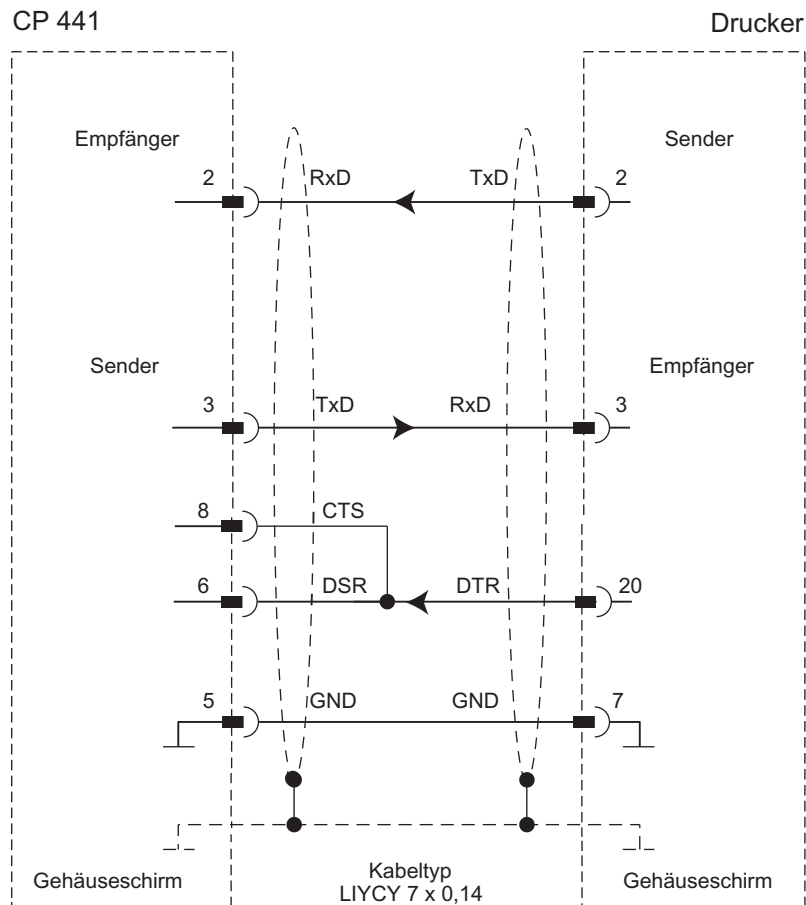 CP 441 Drucker
Empfänger Sender
2 RxD TxD 2
Sender Empfänger
3 TxD RxD 3
8 CTS
6 DSR DTR 20
5 GND GND 7
Gehäuseschirm Kabeltyp Gehäuseschirm
LIYCY 7 x 0,14